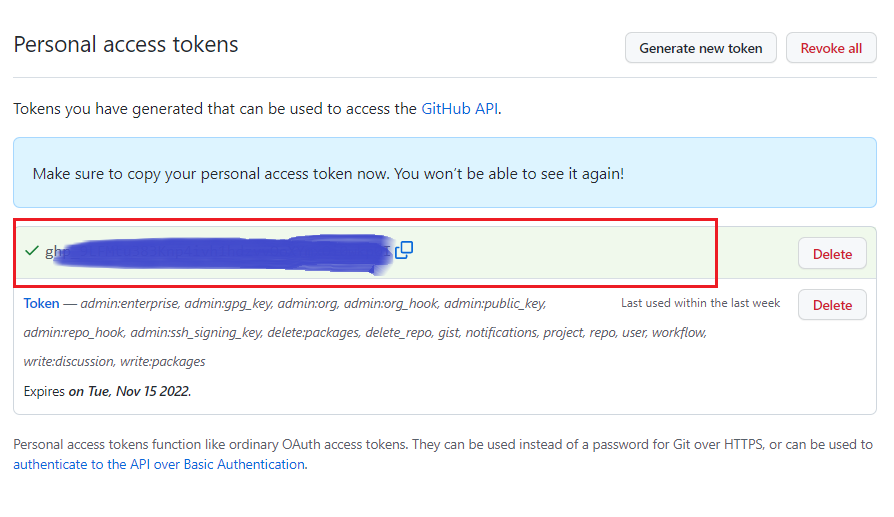 Personal access tokens
Generate new token
Revoke all
Tokens you have generated that can be used to access the GitHub API.
Make sure to copy your personal access token now. You won't be able to see it again!
Delete
Token — admin:enterprise, admin:gpg_key, admin:org, admin:org_hook, admin:public_key,
Last used within the last week
Delete
admin:repo_hook, admin:ssh_signing_key, delete:packages, delete_repo, gist, notifications, project, repo, user, workflow,
write:discussion, write:packages
Expires on Tue, Nov 15 2022.
Personal access tokens function like ordinary OAuth access tokens. They can be used instead of a password for Git over HTTPS, or can be used to
authenticate to the API over Basic Authentication.